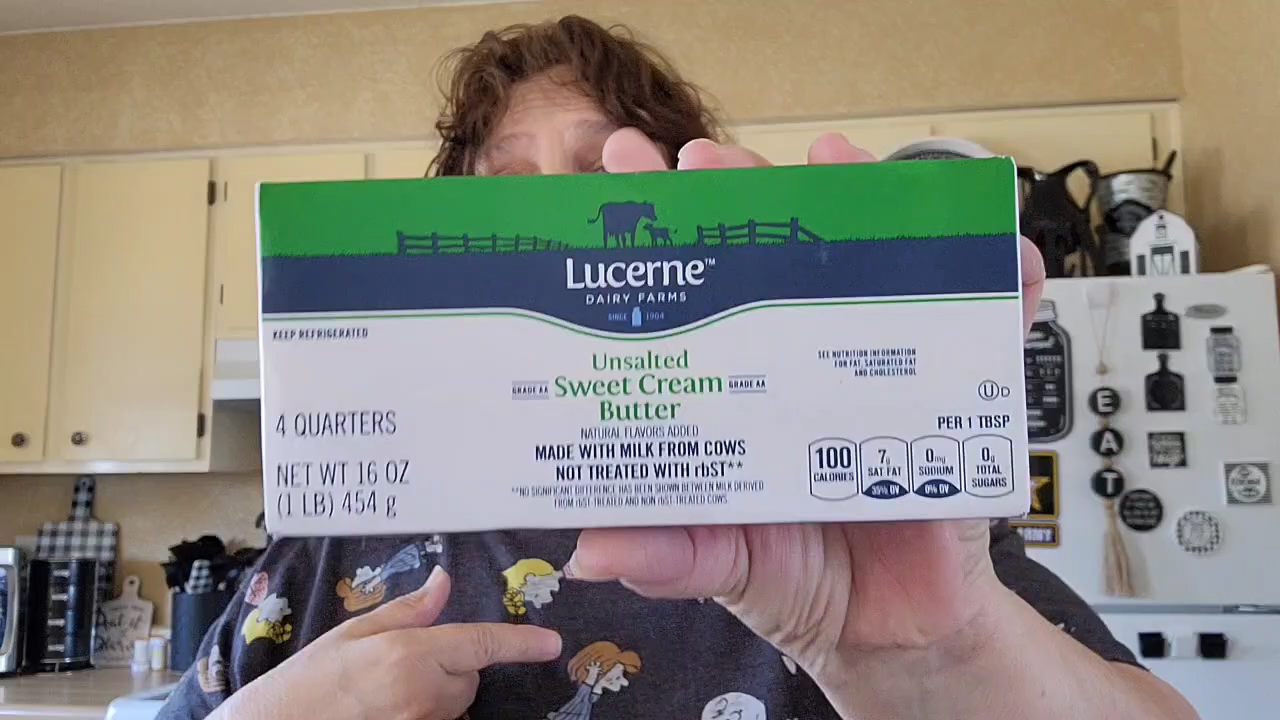 Lucerne™
DAIRY FARMS
SINCE 1904
KEEP REFRIGERATED
Unsalted
GRADE AA Sweet Cream GRADE AA
Butter
NATURAL FLAVORS ADDED
MADE WITH MILK FROM COWS
NOT TREATED WITH rbST**
**NO SIGNIFICANT DIFFERENCE HAS BEEN SHOWN BETWEEN MILK DERIVED
FROM rbST-TREATED AND NON rbST-TREATED COWS.
4 QUARTERS
NET WT 16 OZ
(1 LB) 454 g
SEE NUTRITION INFORMATION
FOR FAT, SATURATED FAT
AND CHOLESTEROL
U D
PER 1 TBSP
100
CALORIES
7g
SAT FAT
35% DV
0mg
SODIUM
0% DV
0g
TOTAL
SUGARS
EAT
ARMY